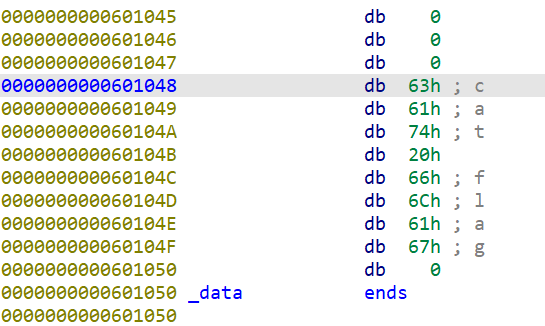 0000000000601045 db 0
0000000000601046 db 0
0000000000601047 db 0
0000000000601048 db 63h ; c
0000000000601049 db 61h ; a
000000000060104A db 74h ; t
000000000060104B db 20h
000000000060104C db 66h ; f
000000000060104D db 6Ch ; l
000000000060104E db 61h ; a
000000000060104F db 67h ; g
0000000000601050 db 0
0000000000601050 _data ends
0000000000601050